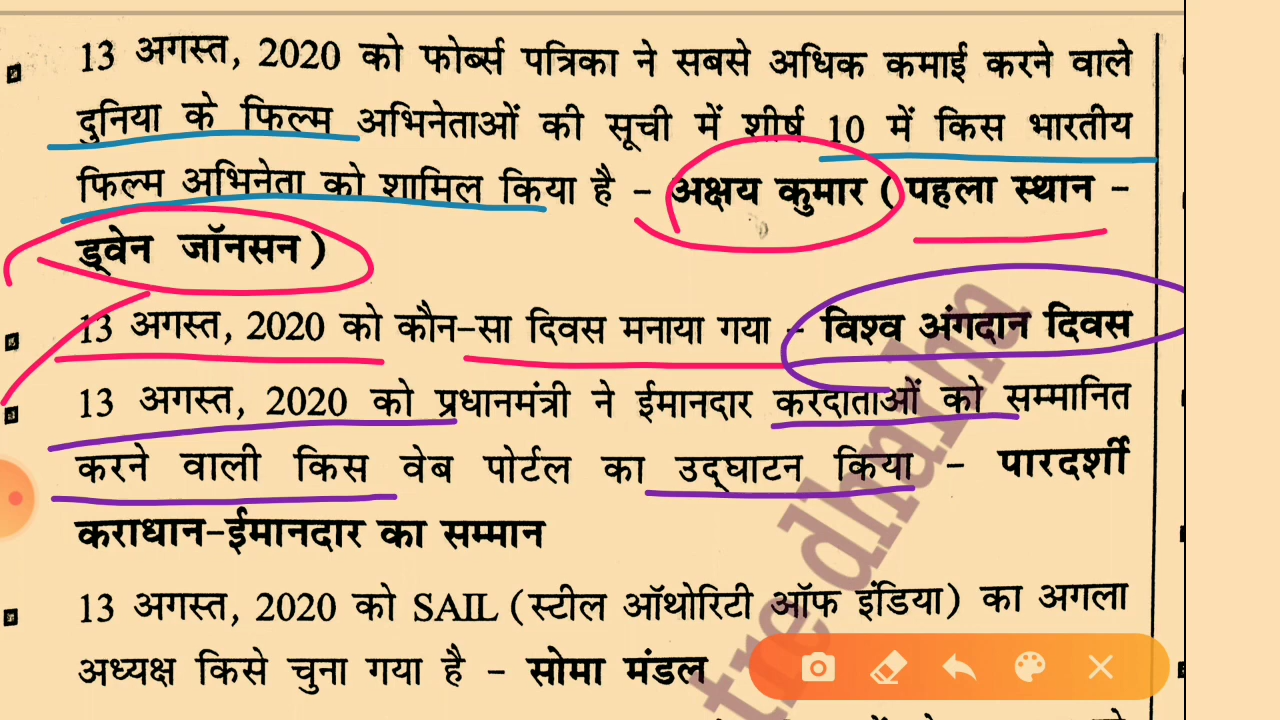 13 अगस्त, 2020 को फोर्ब्स पत्रिका ने सबसे अधिक कमाई करने वाले
दुनिया के फिल्म अभिनेताओं की सूची में शीर्ष 10 में किस भारतीय
फिल्म अभिनेता को शामिल किया है – अक्षय कुमार ( पहला स्थान –
ड्वेन जॉनसन )
13 अगस्त, 2020 को कौन–सा दिवस मनाया गया – विश्व अंगदान दिवस
13 अगस्त, 2020 को प्रधानमंत्री ने ईमानदार करदाताओं को सम्मानित
करने वाली किस वेब पोर्टल का उद्घाटन किया – पारदर्शी
कराधान–ईमानदार का सम्मान
13 अगस्त, 2020 को SAIL (स्टील ऑथोरिटी ऑफ इंडिया) का अगला
अध्यक्ष किसे चुना गया है – सोमा मंडल